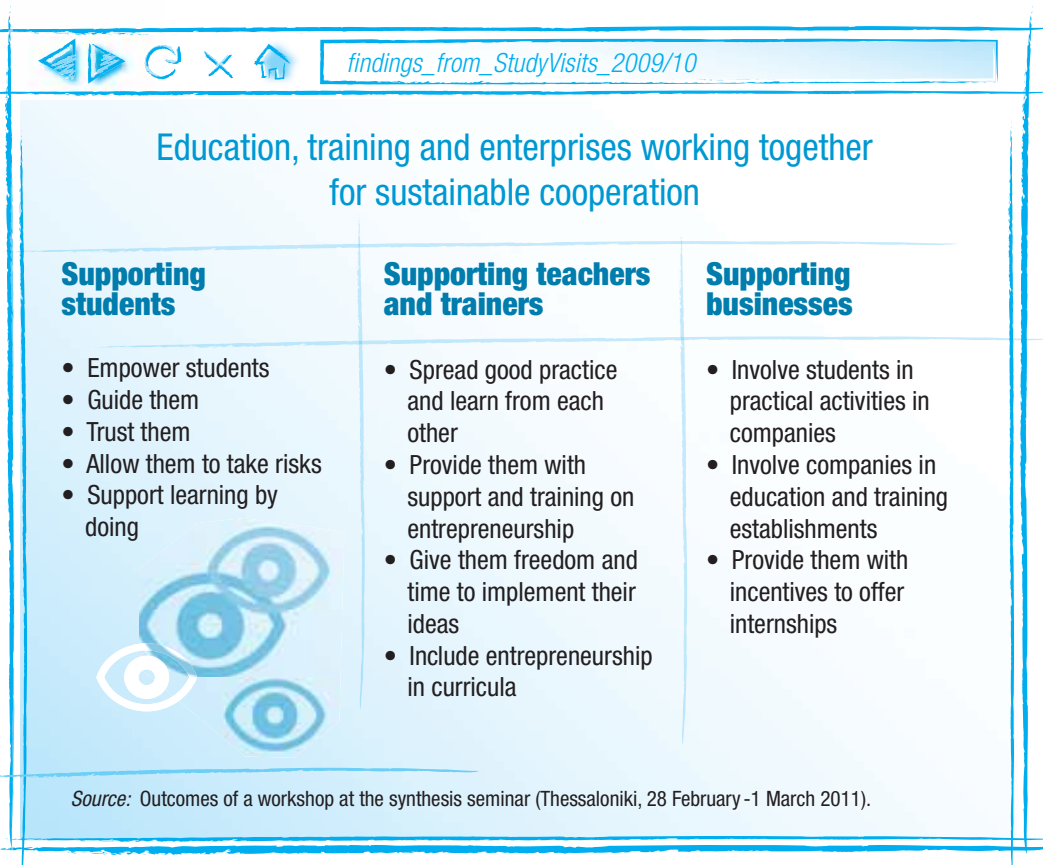 findings_from_StudyVisits_2009/10
Education, training and enterprises working together
for sustainable cooperation
Supporting
students
• Empower students
• Guide them
• Trust them
• Allow them to take risks
• Support learning by
doing
Supporting teachers
and trainers
• Spread good practice
and learn from each
other
• Provide them with
support and training on
entrepreneurship
• Give them freedom and
time to implement their
ideas
• Include entrepreneurship
in curricula
Supporting
businesses
• Involve students in
practical activities in
companies
• Involve companies in
education and training
establishments
• Provide them with
incentives to offer
internships
Source: Outcomes of a workshop at the synthesis seminar (Thessaloniki, 28 February -1 March 2011).